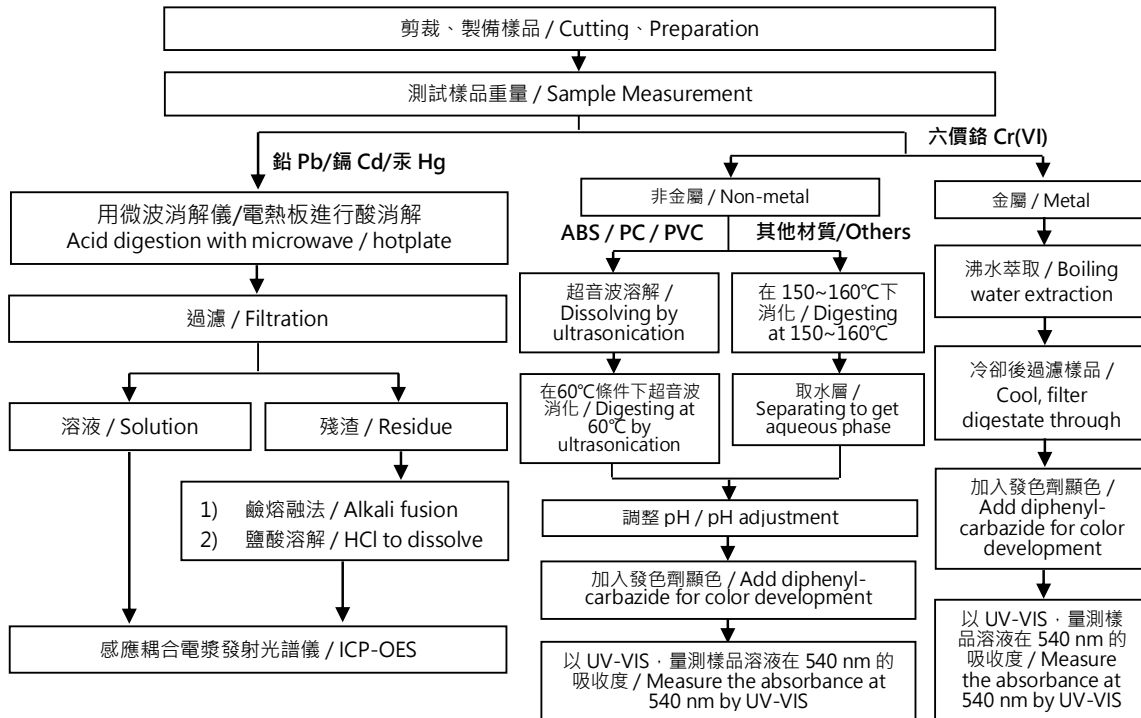 剪裁、製備樣品 / Cutting、Preparation
測試樣品重量 / Sample Measurement
鉛 Pb/鎘 Cd/汞 Hg
六價鉻 Cr(VI)
用微波消解儀/電熱板進行酸消解
Acid digestion with microwave / hotplate
過濾 / Filtration
溶液 / Solution
殘渣 / Residue
1) 鹼熔融法 / Alkali fusion
2) 鹽酸溶解 / HCl to dissolve
感應耦合電漿發射光譜儀 / ICP-OES
非金屬 / Non-metal
ABS / PC / PVC
其他材質/Others
超音波溶解 /
Dissolving by
ultrasonication
在 150~160℃下
消化 / Digesting
at 150~160℃
在60℃條件下超音波
消化 / Digesting at
60℃ by
ultrasonication
取水層 /
Separating to get
aqueous phase
調整 pH / pH adjustment
加入發色劑顯色 / Add diphenyl-
carbazide for color development
以 UV-VIS﹐量測樣品溶液在 540 nm 的
吸收度 / Measure the absorbance at
540 nm by UV-VIS
金屬 / Metal
沸水萃取 / Boiling
water extraction
冷卻後過濾樣品 /
Cool, filter
digestate through
加入發色劑顯色 /
Add diphenyl-
carbazide for color
development
以 UV-VIS﹐量測樣
品溶液在 540 nm 的
吸收度 / Measure
the absorbance at
540 nm by UV-VIS